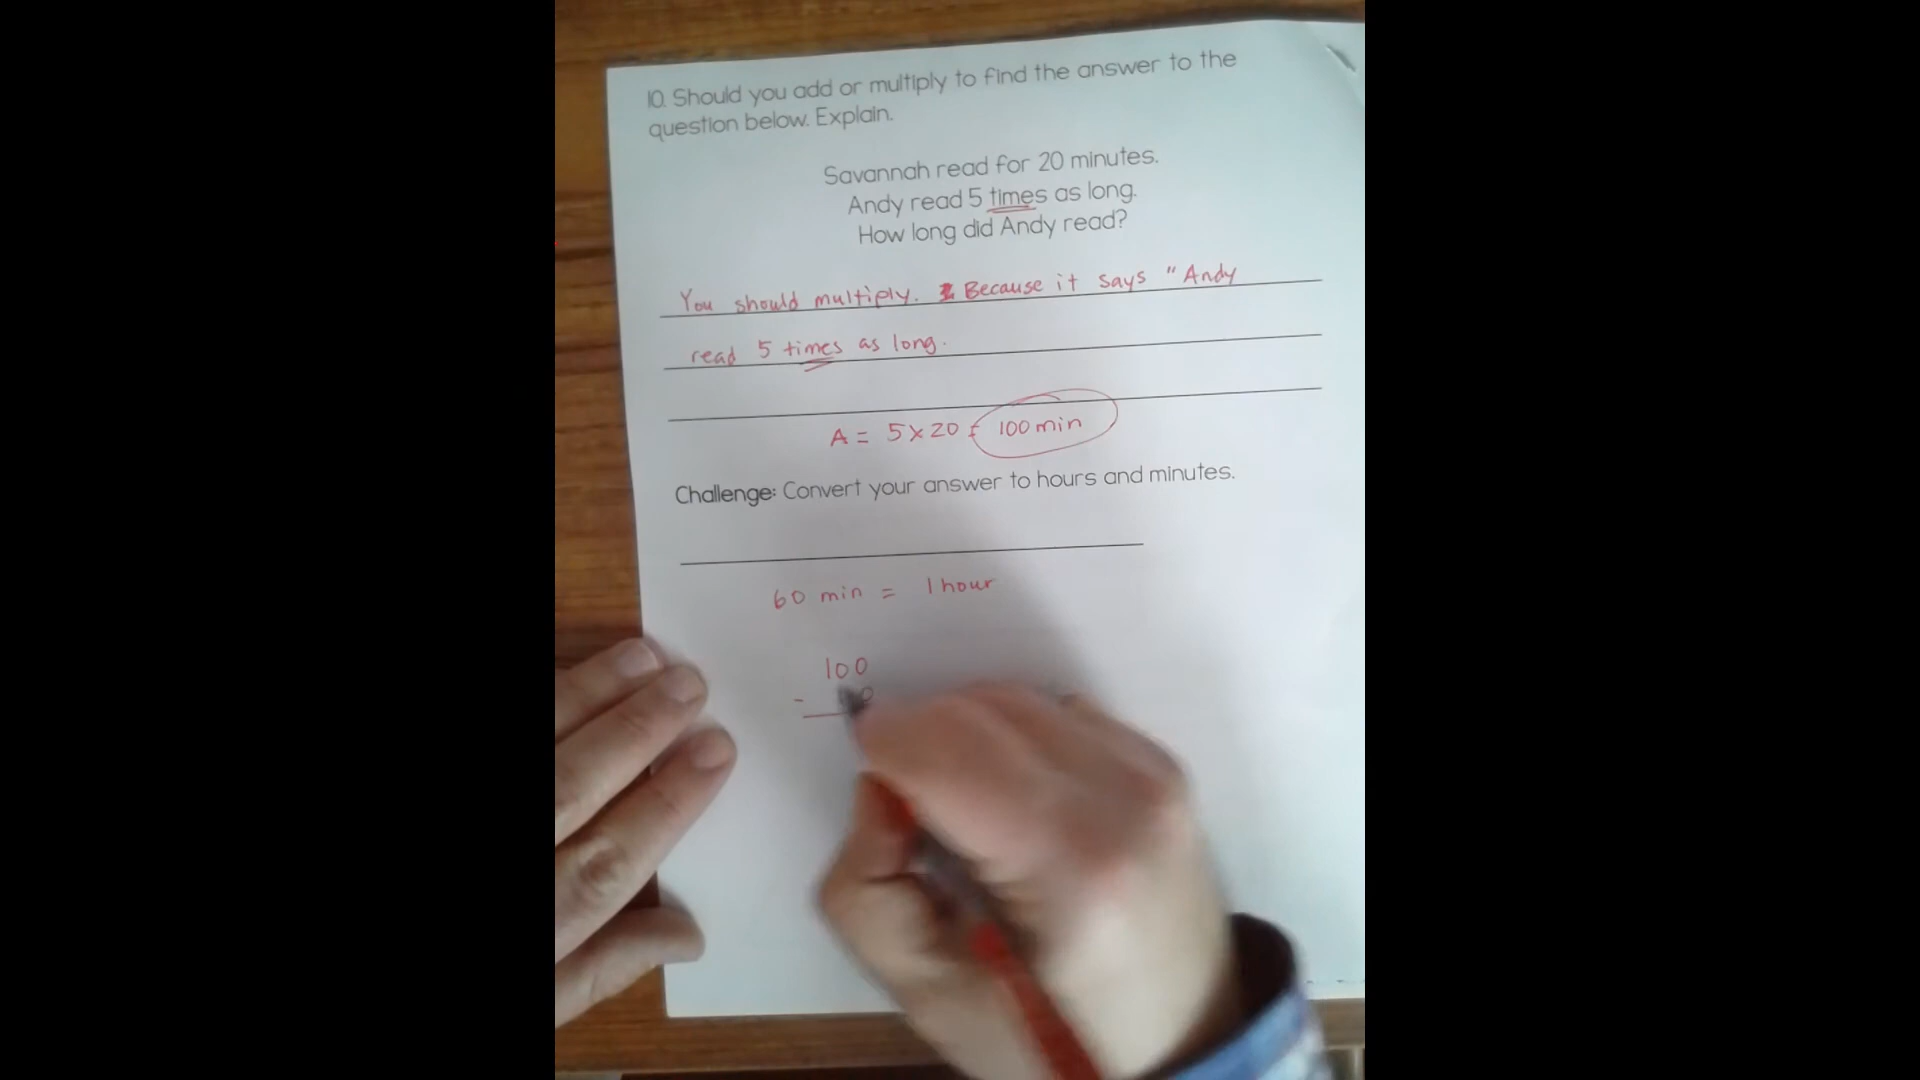 10. Should you add or multiply to find the answer to the
question below. Explain.
Savannah read for 20 minutes.
Andy read 5 times as long.
How long did Andy read?
You should multiply. Because it says "Andy
read 5 times as long.
A = 5 x 20 = 100 min
Challenge: Convert your answer to hours and minutes.
60 min = 1 hour
100
-